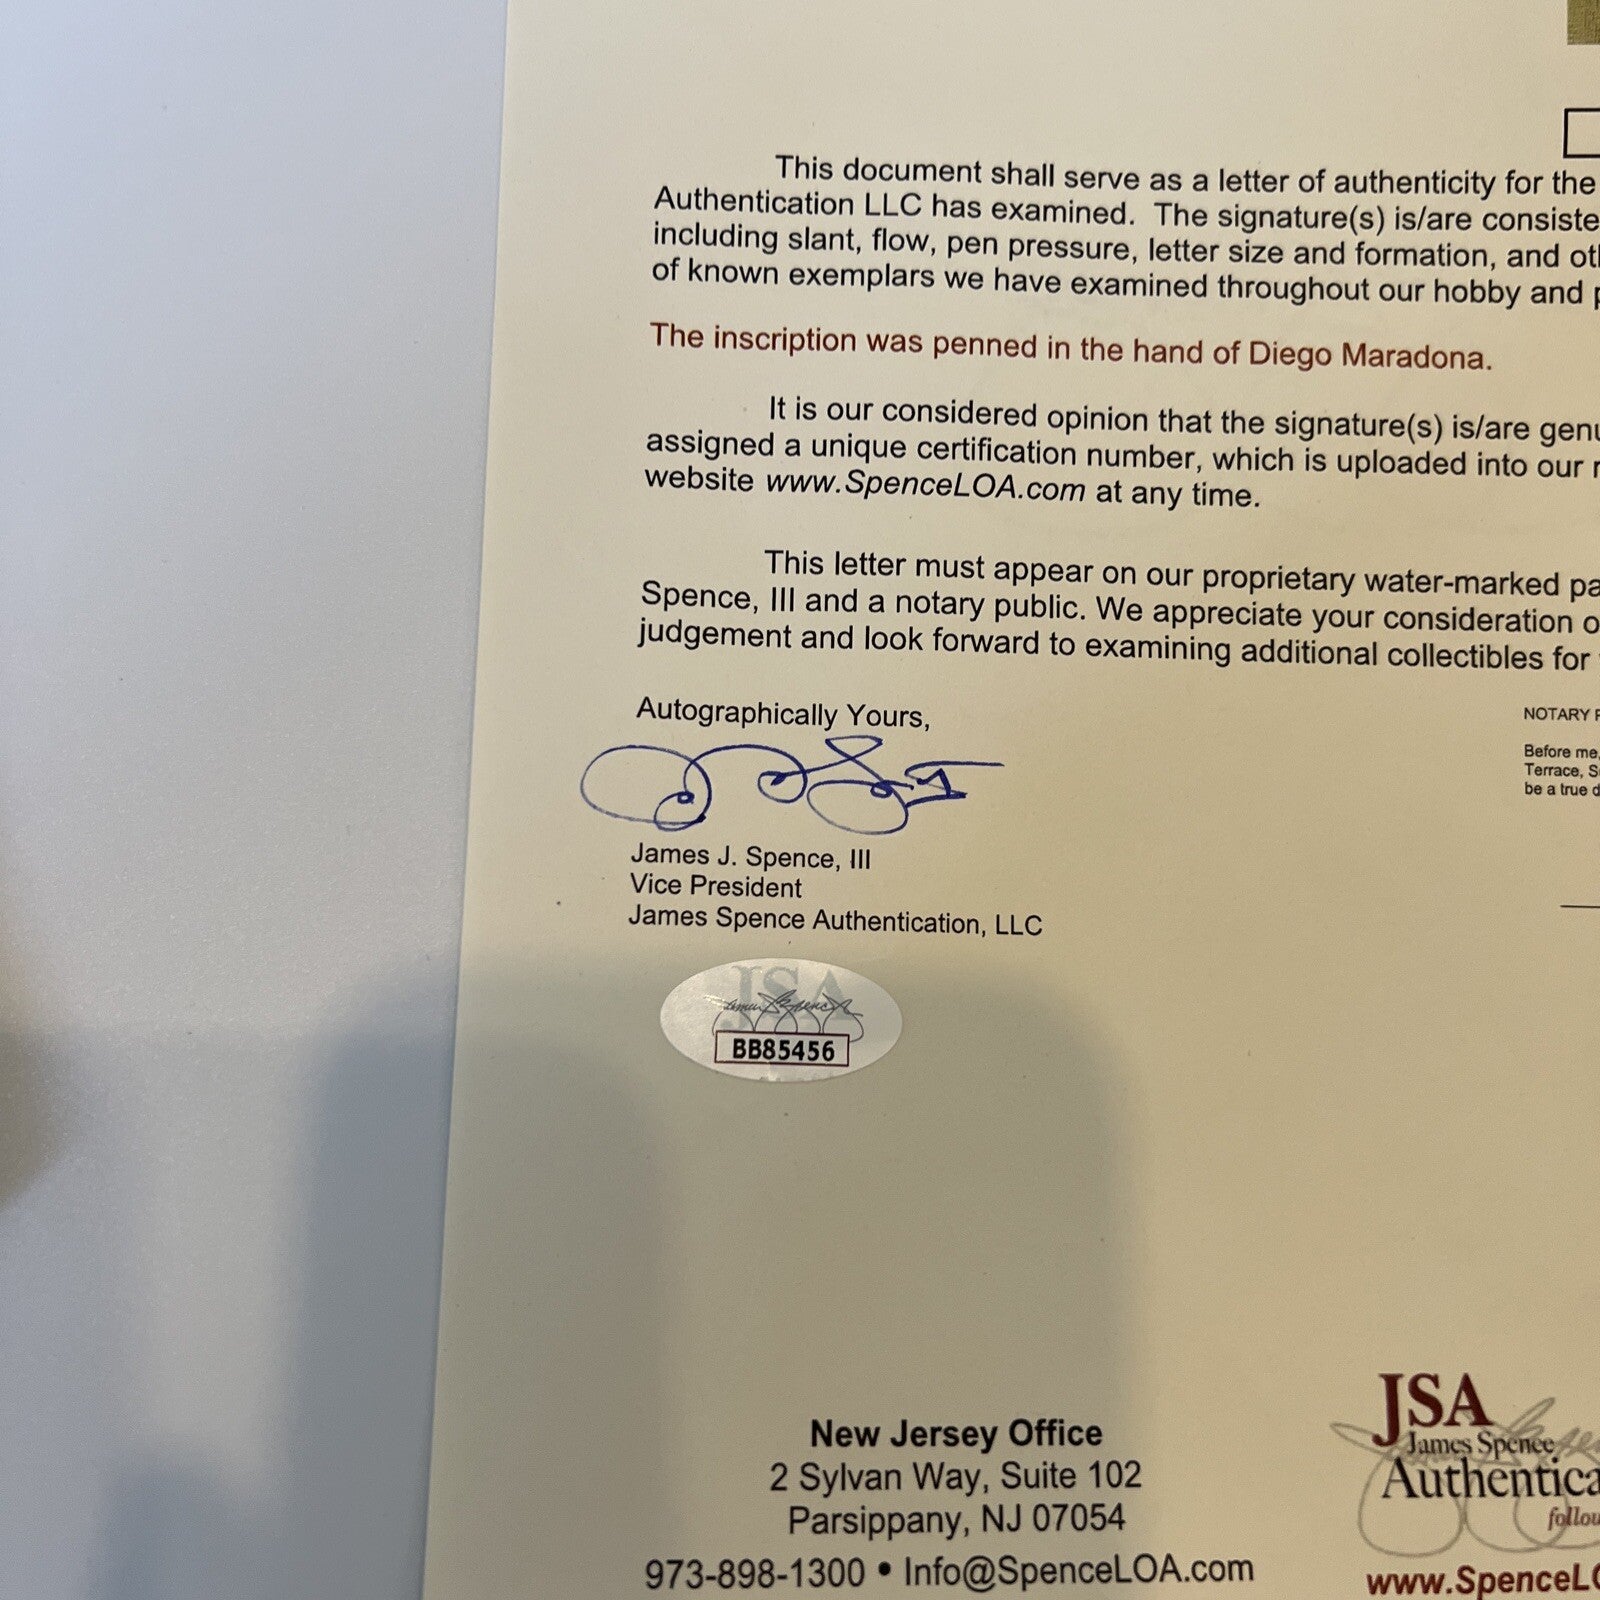 This document shall serve as a letter of authenticity for the
Authentication LLC has examined. The signature(s) is/are consiste
including slant, flow, pen pressure, letter size and formation, and ot
of known exemplars we have examined throughout our hobby and p
The inscription was penned in the hand of Diego Maradona.
It is our considered opinion that the signature(s) is/are genu
assigned a unique certification number, which is uploaded into our r
website www.SpenceLOA.com at any time.
This letter must appear on our proprietary water-marked pa
Spence, III and a notary public. We appreciate your consideration o
judgement and look forward to examining additional collectibles for
NOTARY P
Before me,
Terrace, S
be a true d
Autographically Yours,
James J. Spence, III
Vice President
James Spence Authentication, LLC
JSA
James Spence
BB85456
New Jersey Office
2 Sylvan Way, Suite 102
Parsippany, NJ 07054
973-898-1300 • Info@SpenceLOA.com
JSA
James Spence
Authentica
follow
www.SpenceLO